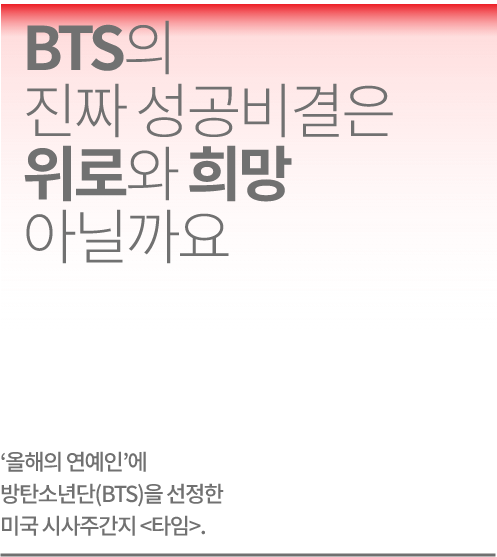 BTS의
진짜 성공비결은
위로와 희망
아닐까요
‘올해의 연예인’에
방탄소년단(BTS)을 선정한
미국 시사주간지 <타임>.